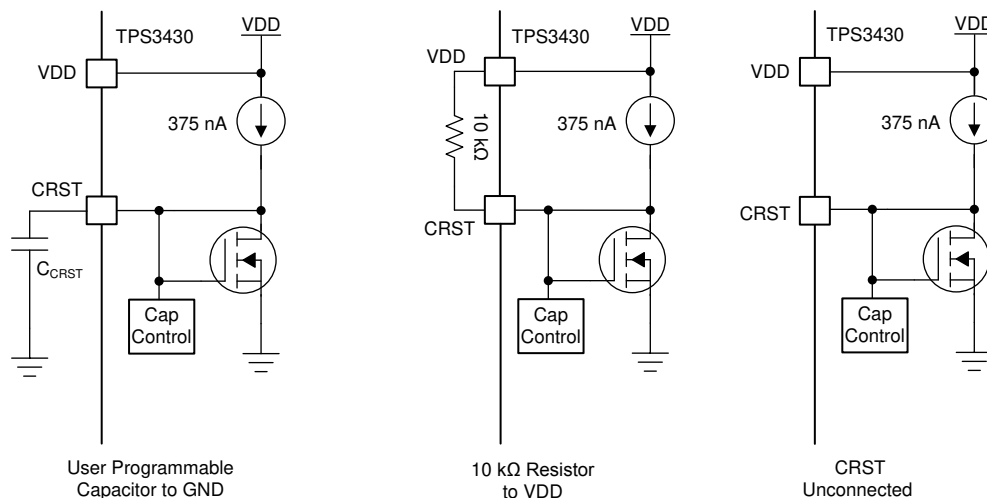 TPS3430
VDD
VDD
375 nA
CRST
C_CRST
Cap
Control
User Programmable
Capacitor to GND
TPS3430
VDD
VDD
10 kΩ
375 nA
CRST
Cap
Control
10 kΩ Resistor
to VDD
TPS3430
VDD
VDD
375 nA
CRST
Cap
Control
CRST
Unconnected